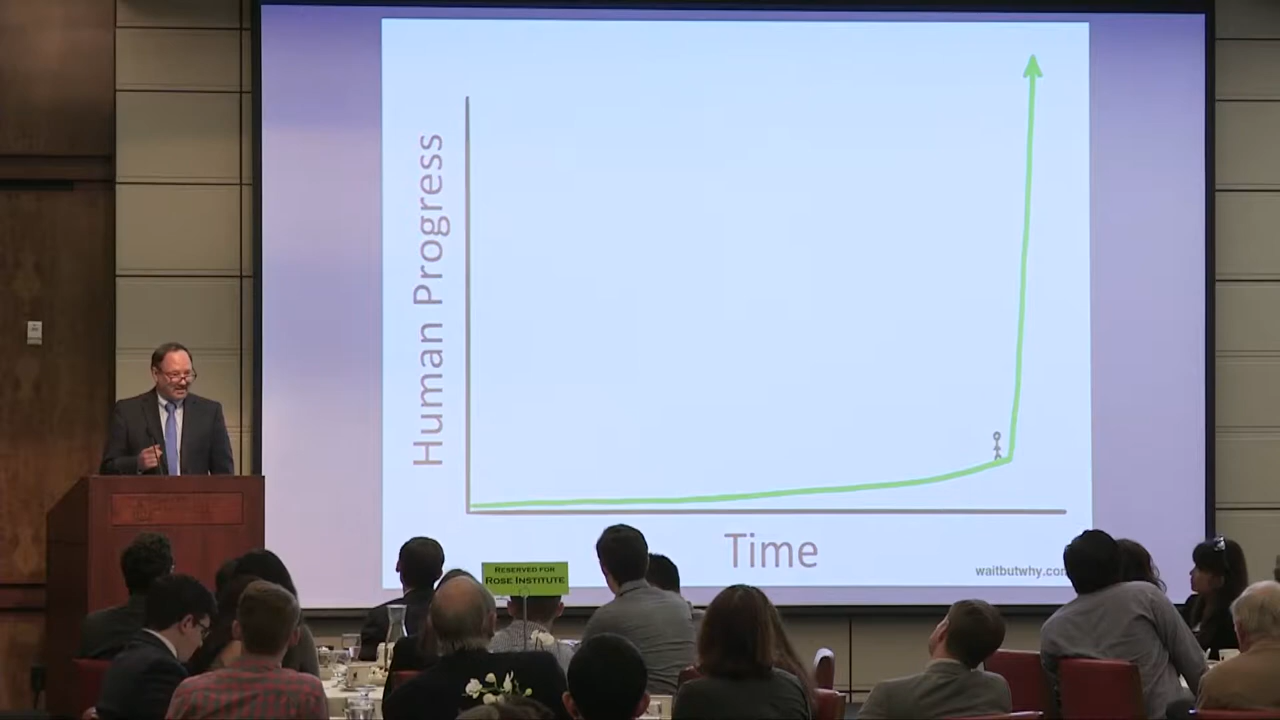 Human Progress
Time
waitbutwhy.com
RESERVED FOR
ROSE INSTITUTE